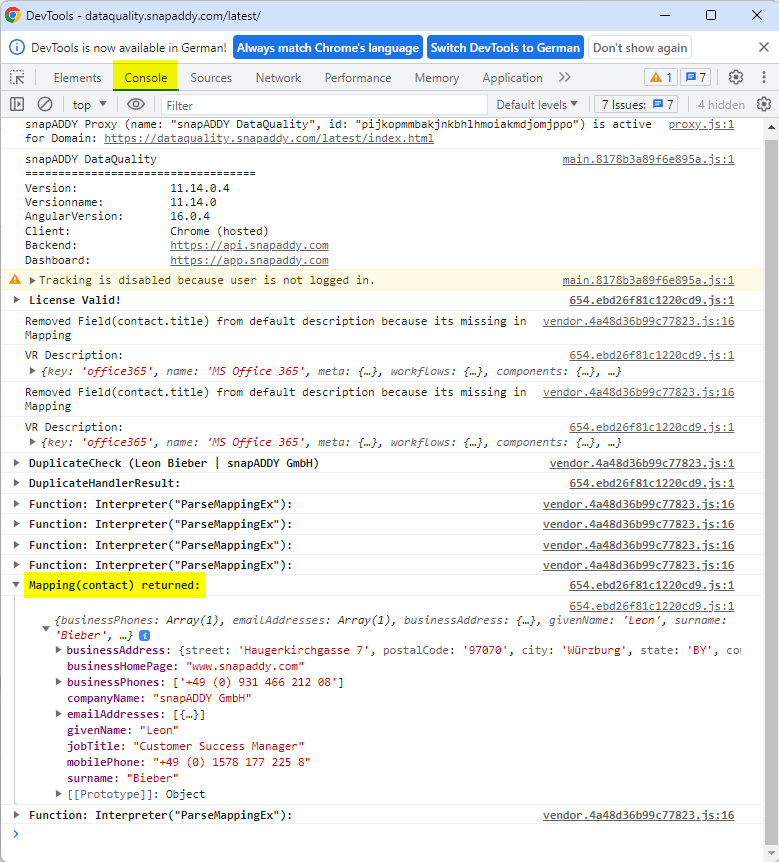 DevTools - dataquality.snapaddy.com/latest/
DevTools is now available in German! Always match Chrome's language Switch DevTools to German Don't show again
Elements Console Sources Network Performance Memory Application 1 7
top Filter Default levels 7 Issues: 7 4 hidden
snapADDY Proxy (name: "snapADDY DataQuality", id: "pijkopmmbakjnkbhlhmoiakmdjomjppo") is active proxy.js:1
for Domain: https://dataquality.snapaddy.com/latest/index.html
snapADDY DataQuality main.8178b3a89f6e895a.js:1
==================================
Version: 11.14.0.4
Versionname: 11.14.0
AngularVersion: 16.0.4
Client: Chrome (hosted)
Backend: https://api.snapaddy.com
Dashboard: https://app.snapaddy.com
Tracking is disabled because user is not logged in. main.8178b3a89f6e895a.js:1
License Valid! 654.ebd26f81c1220cd9.js:1
Removed Field(contact.title) from default description because its missing in vendor.4a48d36b99c77823.js:16
Mapping
VR Description: 654.ebd26f81c1220cd9.js:1
{key: 'office365', name: 'MS Office 365', meta: {…}, workflows: {…}, components: {…}, …}
Removed Field(contact.title) from default description because its missing in vendor.4a48d36b99c77823.js:16
Mapping
VR Description: 654.ebd26f81c1220cd9.js:1
{key: 'office365', name: 'MS Office 365', meta: {…}, workflows: {…}, components: {…}, …}
DuplicateCheck (Leon Bieber | snapADDY GmbH) vendor.4a48d36b99c77823.js:1
DuplicateHandlerResult: 654.ebd26f81c1220cd9.js:1
Function: Interpreter("ParseMappingEx"): vendor.4a48d36b99c77823.js:16
Function: Interpreter("ParseMappingEx"): vendor.4a48d36b99c77823.js:16
Function: Interpreter("ParseMappingEx"): vendor.4a48d36b99c77823.js:16
Function: Interpreter("ParseMappingEx"): vendor.4a48d36b99c77823.js:16
Mapping(contact) returned: 654.ebd26f81c1220cd9.js:1
654.ebd26f81c1220cd9.js:1
{businessPhones: Array(1), emailAddresses: Array(1), businessAddress: {…}, givenName: 'Leon', surname:
'Bieber', …} i
businessAddress: {street: 'Haugerkirchgasse 7', postalCode: '97070', city: 'Würzburg', state: 'BY', cou
businessHomePage: "www.snapaddy.com"
businessPhones: ['+49 (0) 931 466 212 08']
companyName: "snapADDY GmbH"
emailAddresses: [{…}]
givenName: "Leon"
jobTitle: "Customer Success Manager"
mobilePhone: "+49 (0) 1578 177 225 8"
surname: "Bieber"
[[Prototype]]: Object
Function: Interpreter("ParseMappingEx"): vendor.4a48d36b99c77823.js:16